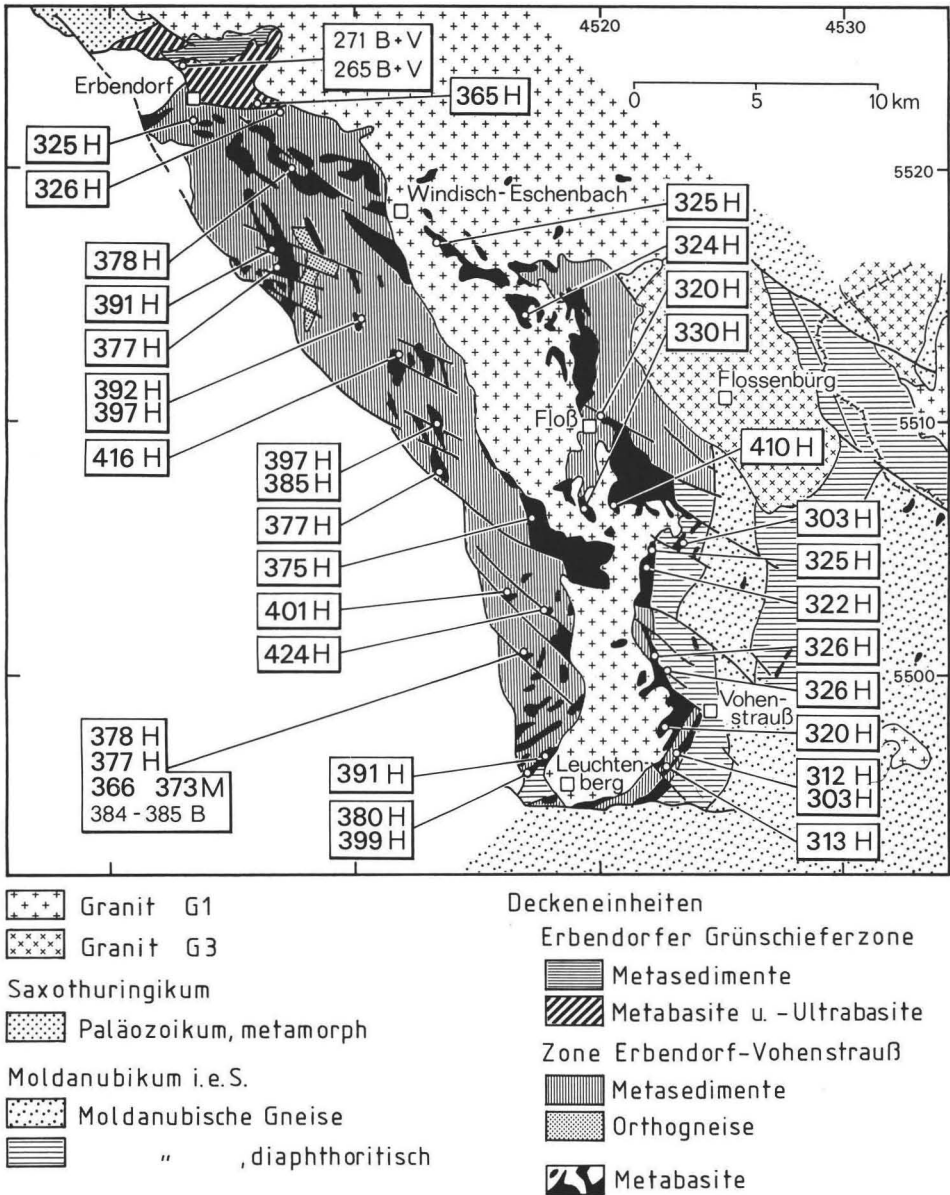 4520
4530
271 B + V
265 B + V
Erbendorf
365 H
0 5 10 km
325 H
326 H
5520
Windisch-Eschenbach
325 H
378 H
324 H
391 H
320 H
377 H
330 H
392 H
397 H
Flossenbürg
416 H
Floß
5510
397 H
385 H
410 H
377 H
303 H
375 H
325 H
401 H
322 H
424 H
326 H
5500
326 H
Vohen-
strauß
378 H
377 H
366 373 M
384 - 385 B
320 H
391 H
Leuchten-
berg
312 H
303 H
380 H
399 H
313 H
Granit G1
Granit G3
Saxothuringikum
Paläozoikum, metamorph
Moldanubikum i.e.S.
Moldanubische Gneise
" , diaphthoritisch
Deckeneinheiten
Erbendorfer Grünschieferzone
Metasedimente
Metabasite u. - Ultrabasite
Zone Erbendorf-Vohenstrauß
Metasedimente
Orthogneise
Metabasite